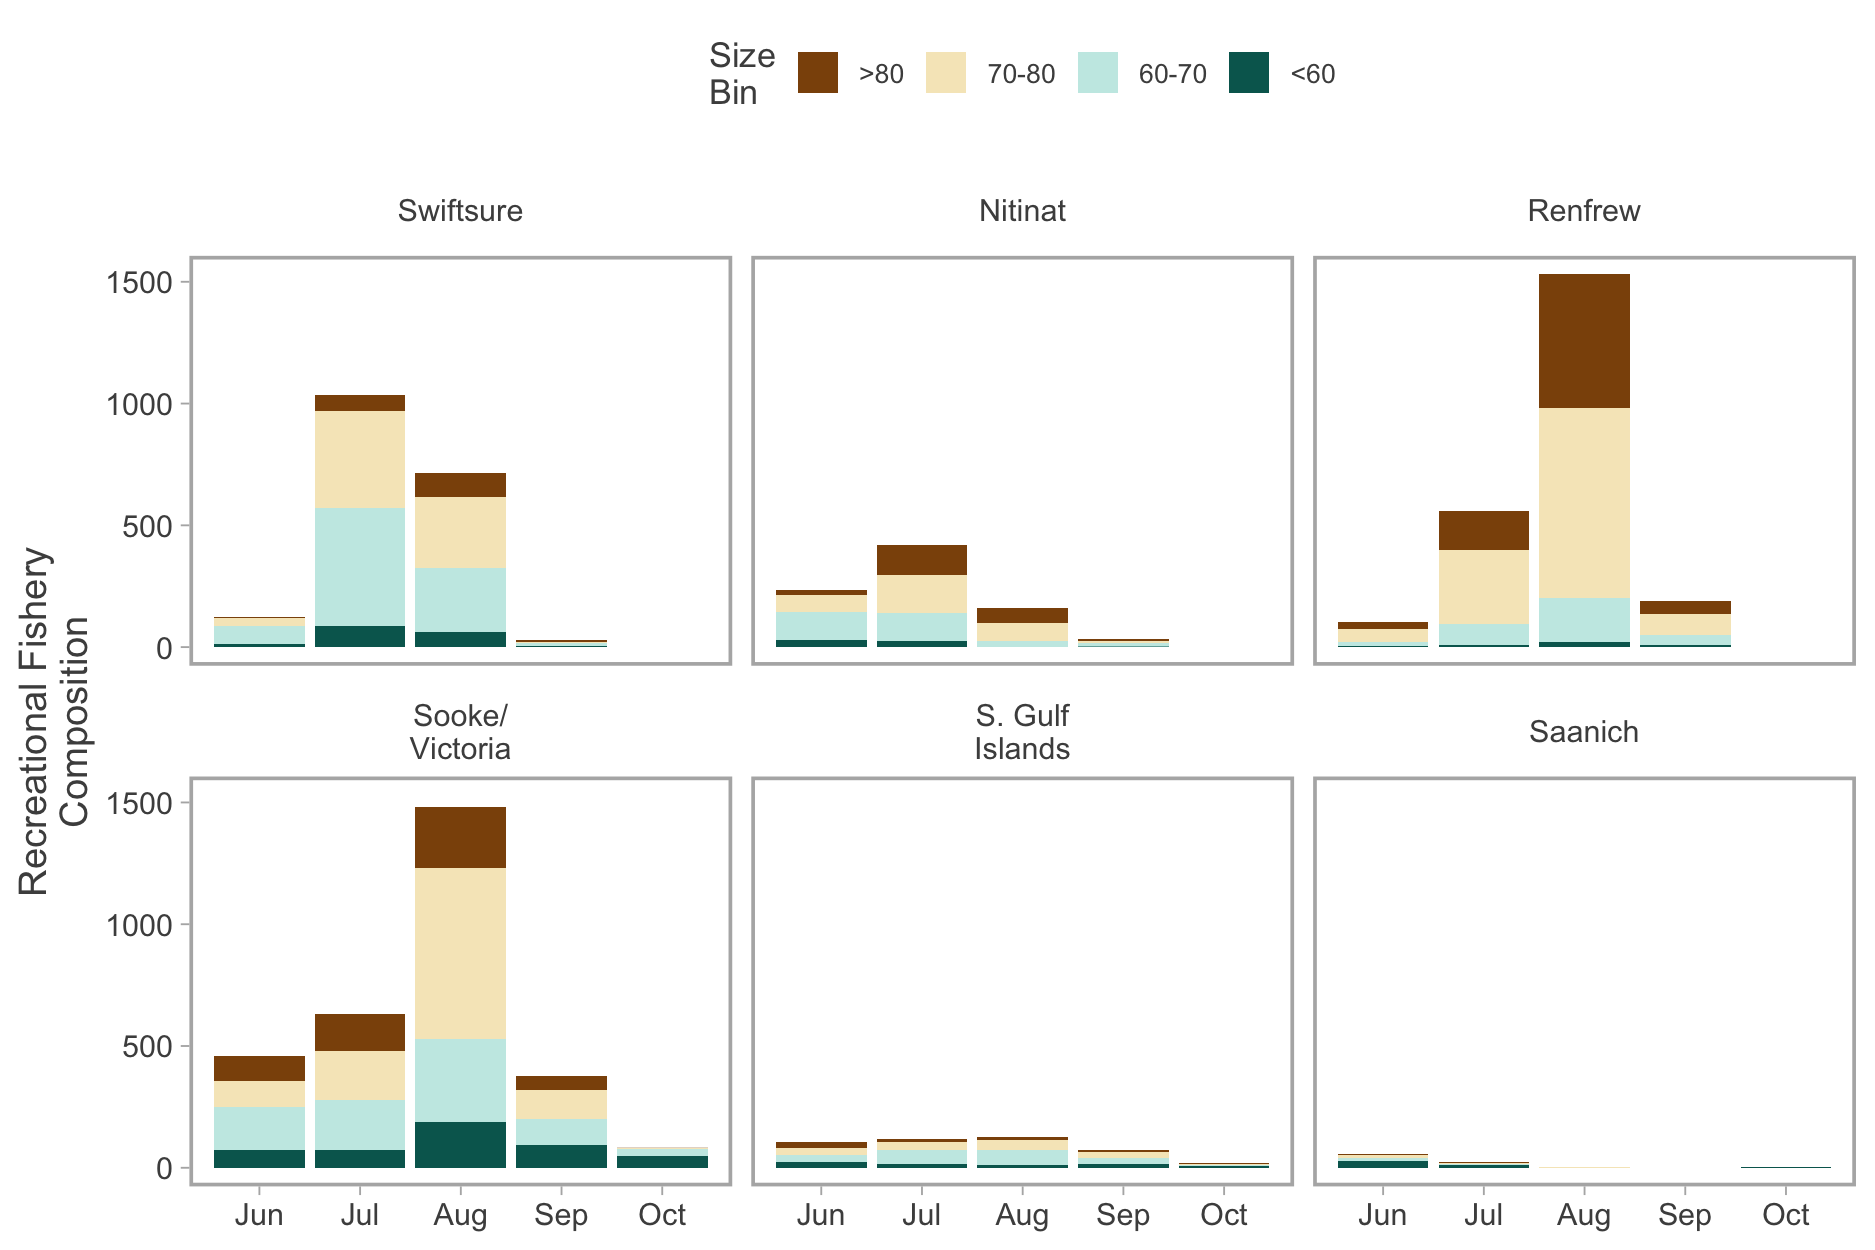 Size
Bin
>80
70-80
60-70
<60
Swiftsure
Nitinat
Renfrew
1500
1000
500
0
Recreational Fishery
Composition
Sooke/
Victoria
S. Gulf
Islands
Saanich
1500
1000
500
0
Jun Jul Aug Sep Oct
Jun Jul Aug Sep Oct
Jun Jul Aug Sep Oct